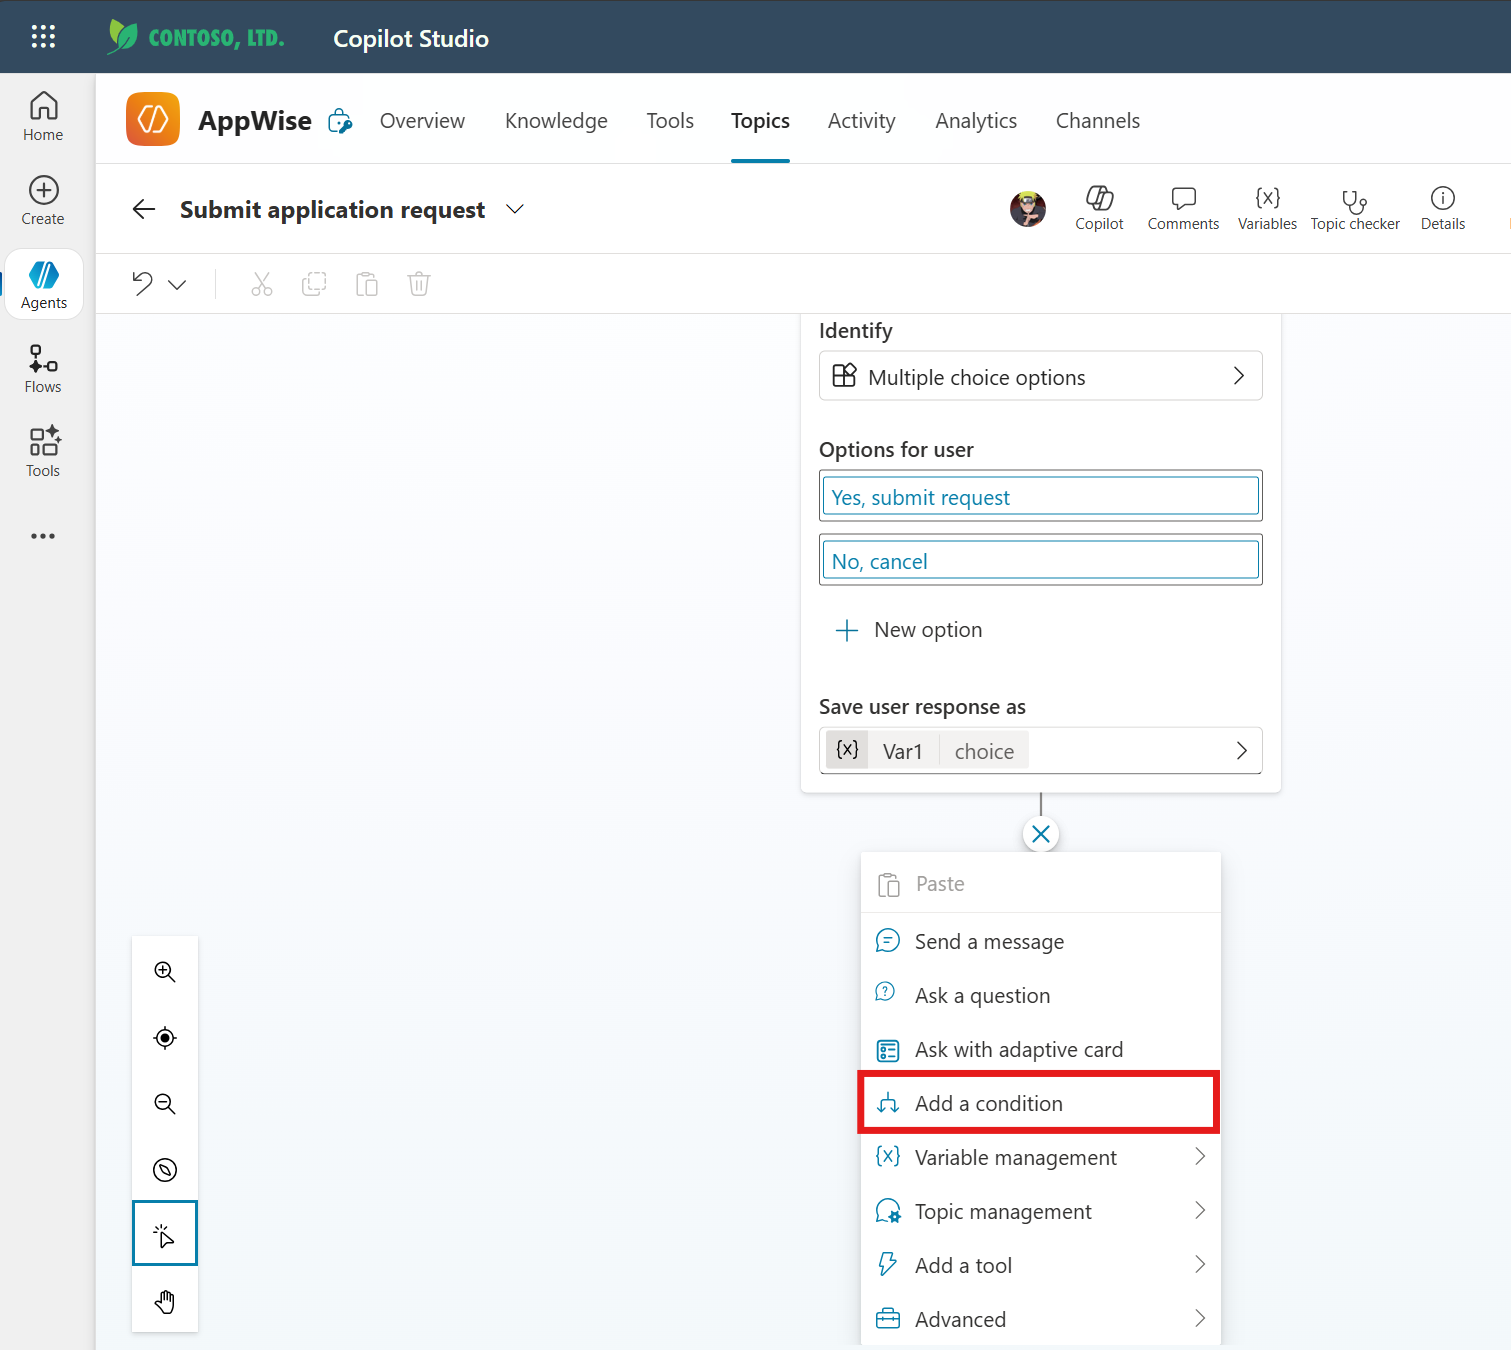 CONTOSO, LTD.
Copilot Studio
Home
Create
Agents
Flows
Tools
AppWise
Overview
Knowledge
Tools
Topics
Activity
Analytics
Channels
Submit application request
Copilot
Comments
{x}
Variables
Topic checker
Details
Identify
Multiple choice options
Options for user
Yes, submit request
No, cancel
New option
Save user response as
{x} Var1 choice
Paste
Send a message
Ask a question
Ask with adaptive card
Add a condition
{x} Variable management
Topic management
Add a tool
Advanced